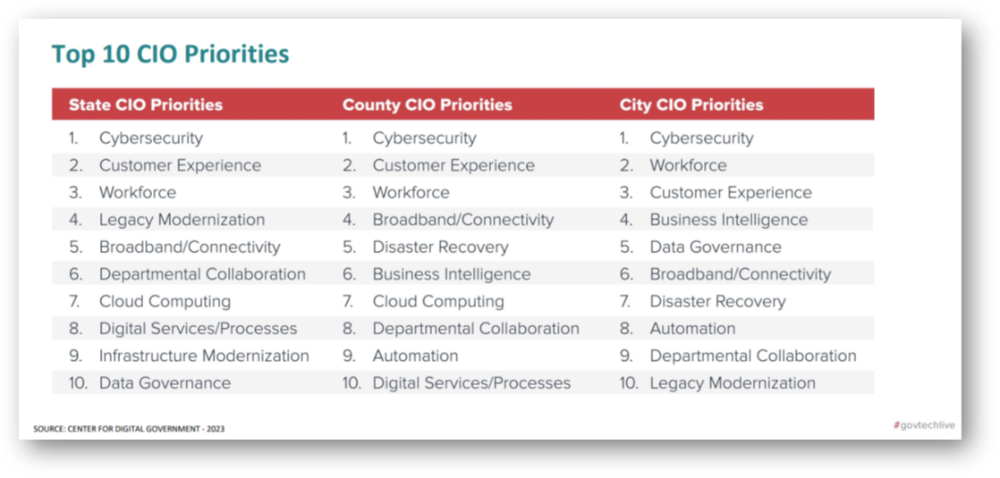 Top 10 CIO Priorities
State CIO Priorities County CIO Priorities City CIO Priorities
1. Cybersecurity 1. Cybersecurity 1. Cybersecurity
2. Customer Experience 2. Customer Experience 2. Workforce
3. Workforce 3. Workforce 3. Customer Experience
4. Legacy Modernization 4. Broadband/Connectivity 4. Business Intelligence
5. Broadband/Connectivity 5. Disaster Recovery 5. Data Governance
6. Departmental Collaboration 6. Business Intelligence 6. Broadband/Connectivity
7. Cloud Computing 7. Cloud Computing 7. Disaster Recovery
8. Digital Services/Processes 8. Departmental Collaboration 8. Automation
9. Infrastructure Modernization 9. Automation 9. Departmental Collaboration
10. Data Governance 10. Digital Services/Processes 10. Legacy Modernization
SOURCE: CENTER FOR DIGITAL GOVERNMENT - 2023 #govtechlive